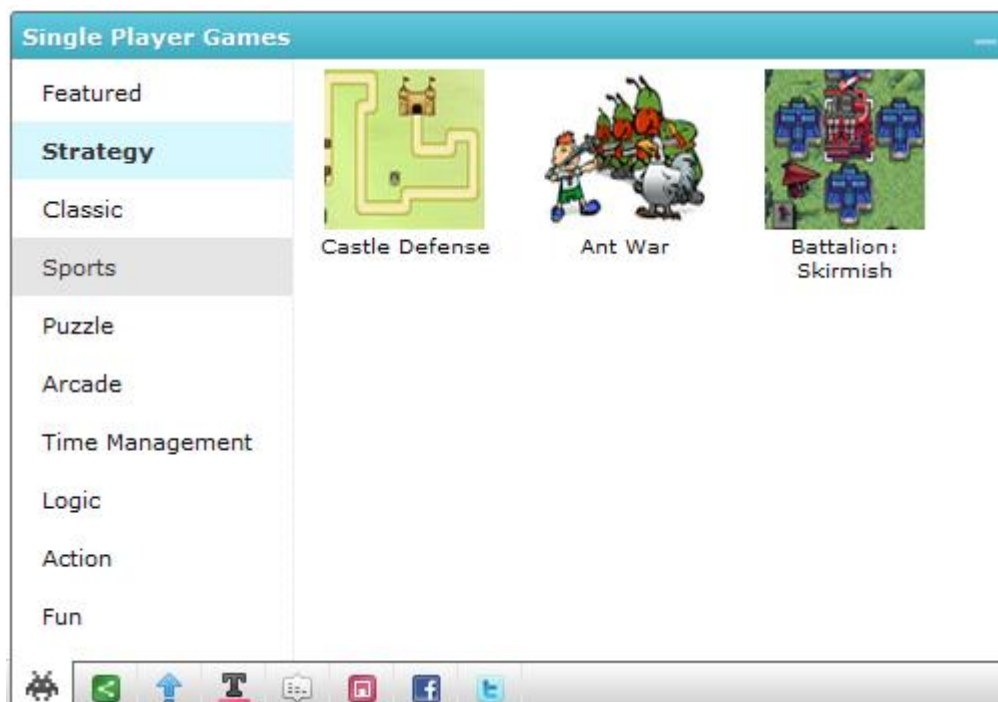 Single Player Games
Featured
Strategy
Classic
Sports
Puzzle
Arcade
Time Management
Logic
Action
Fun
Castle Defense
Ant War
Battalion:
Skirmish